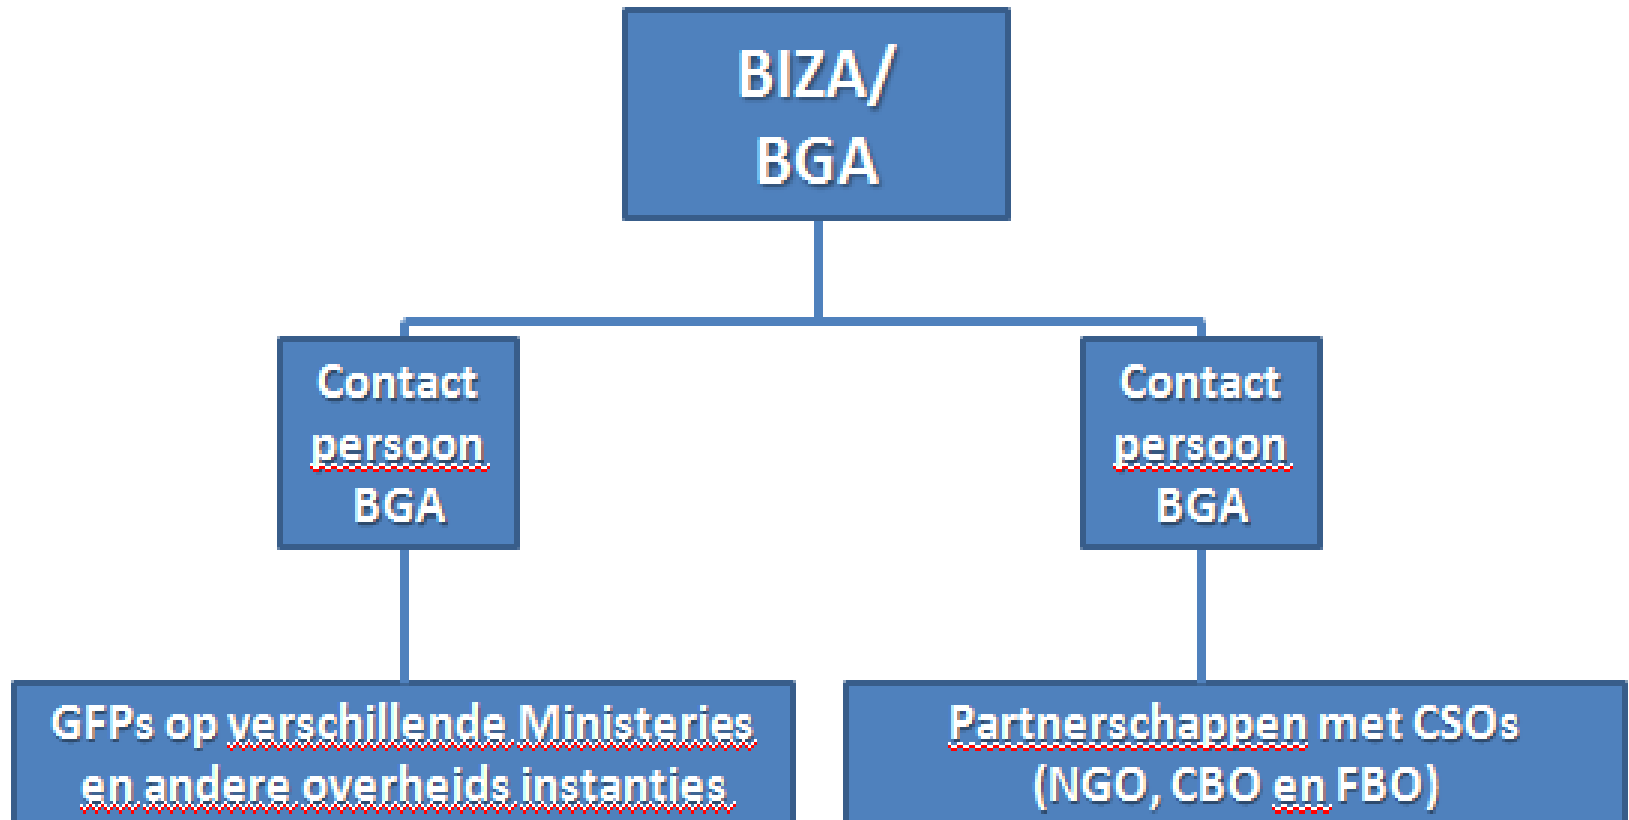 BIZA/
BGA
Contact
persoon
BGA
Contact
persoon
BGA
GFPs op verschillende Ministeries
en andere overheids instanties
Partnerschappen met CSOs
(NGO, CBO en FBO)